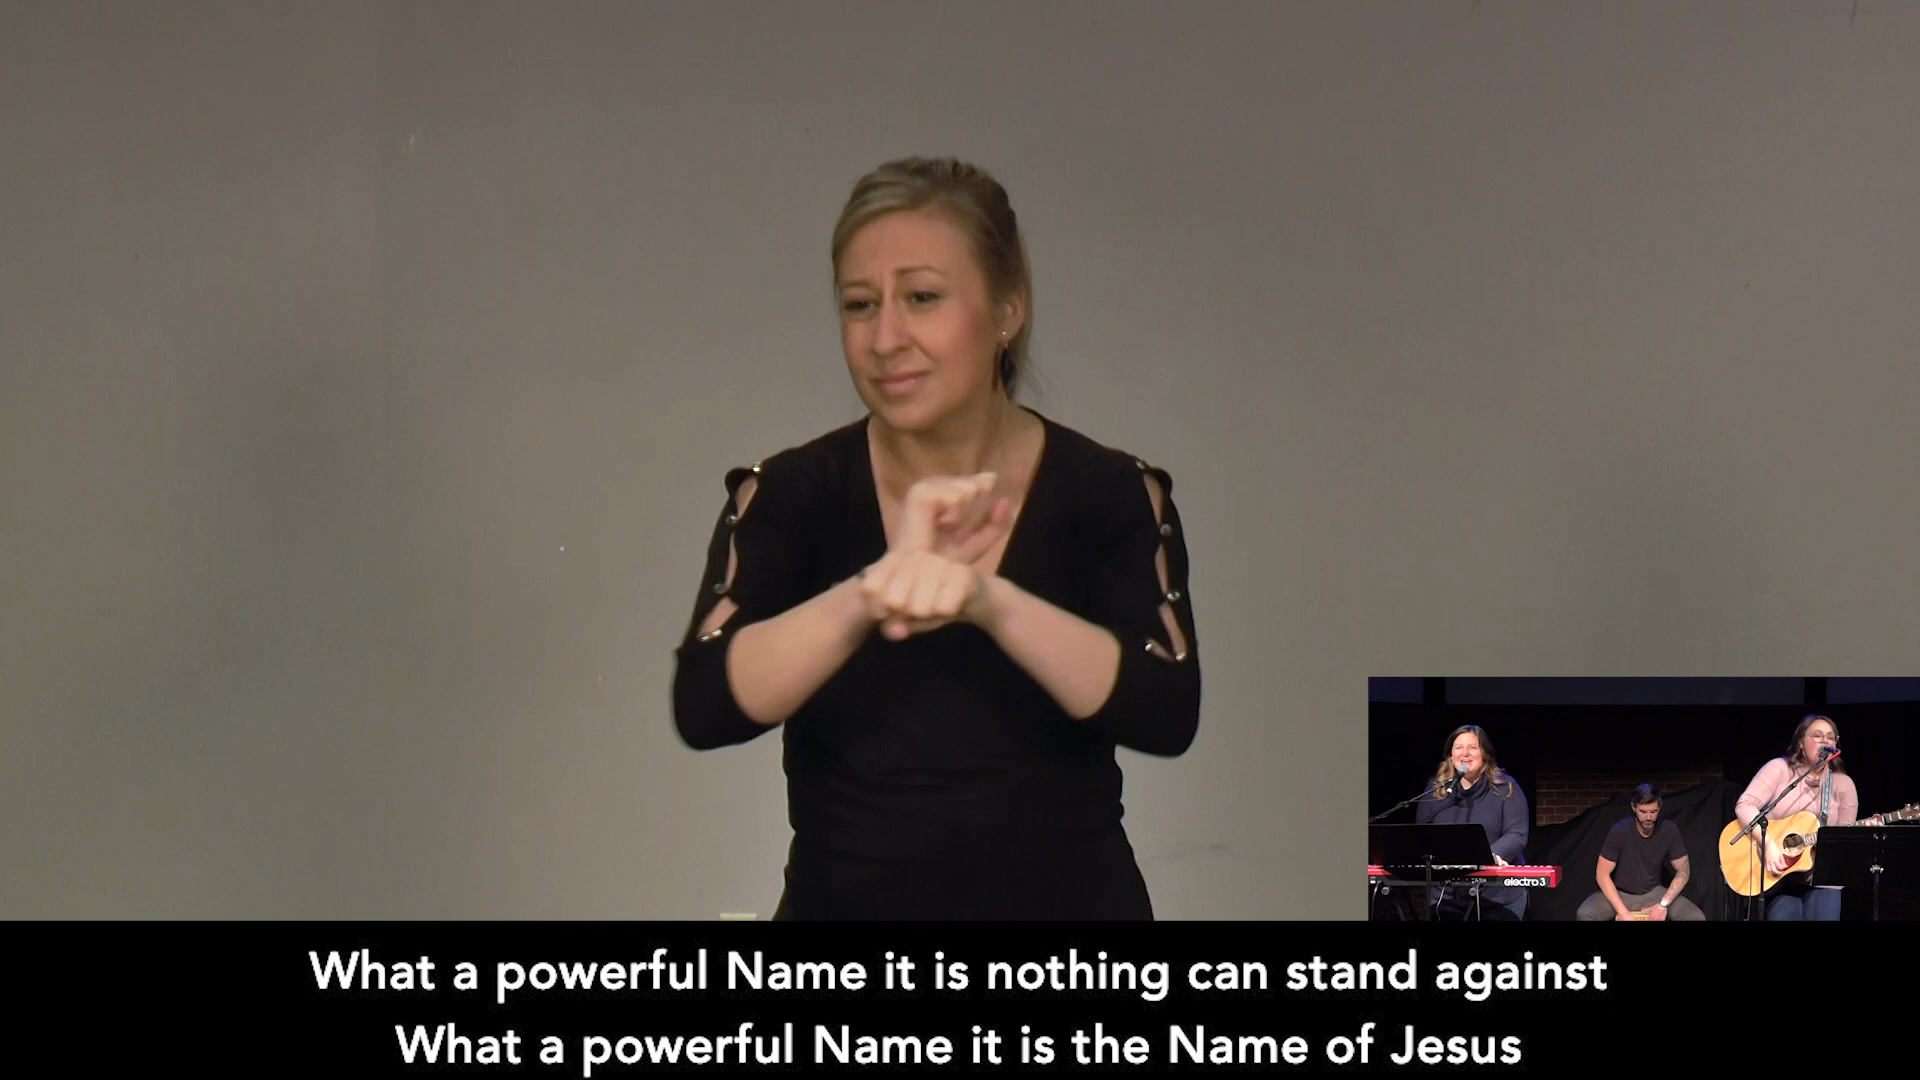 electro 3
What a powerful Name it is nothing can stand against
What a powerful Name it is the Name of Jesus